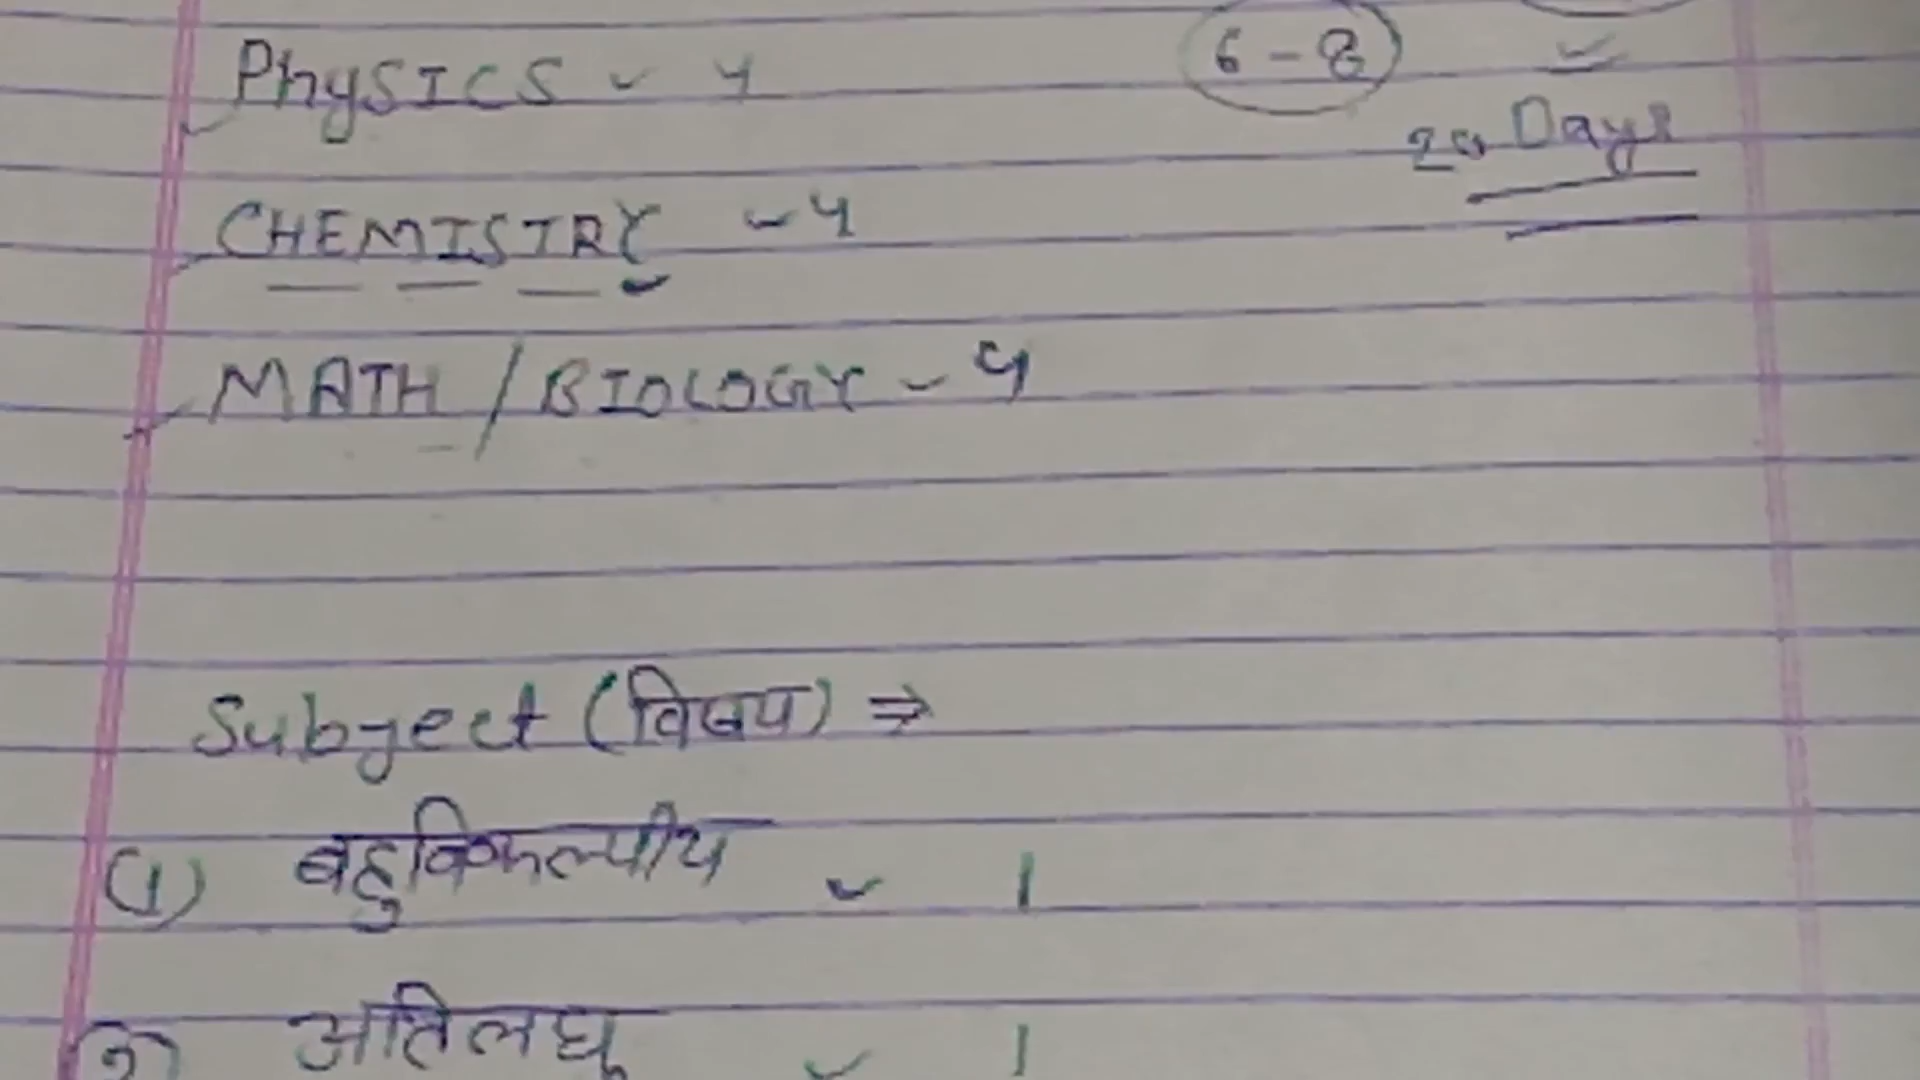 PhySICS - 4
6 - 8
20 Days
CHEMISTRY - 4
MATH / BIOLOGY - 4
Subject (विषय) ⇒
(1) बहुविकल्पीय - 1
(2) अतिलघु - 1